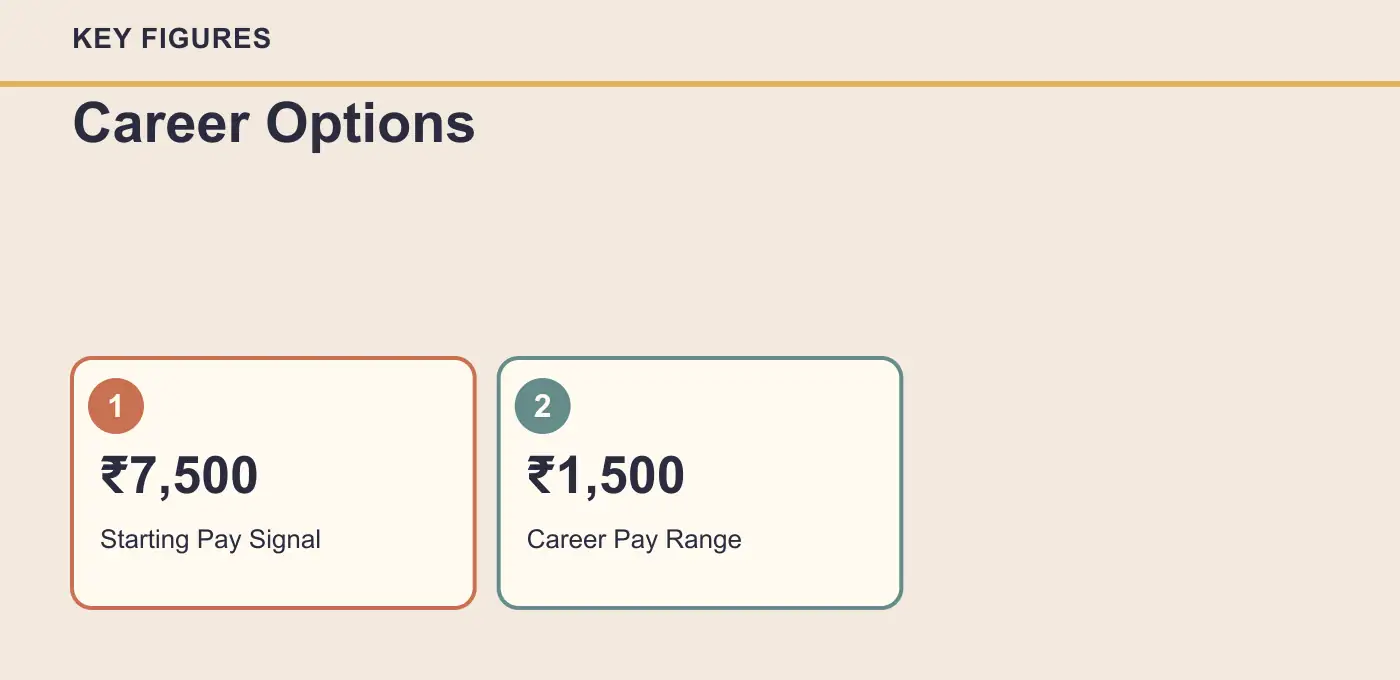 KEY FIGURES
Career Options
1
₹7,500
Starting Pay Signal
2
₹1,500
Career Pay Range